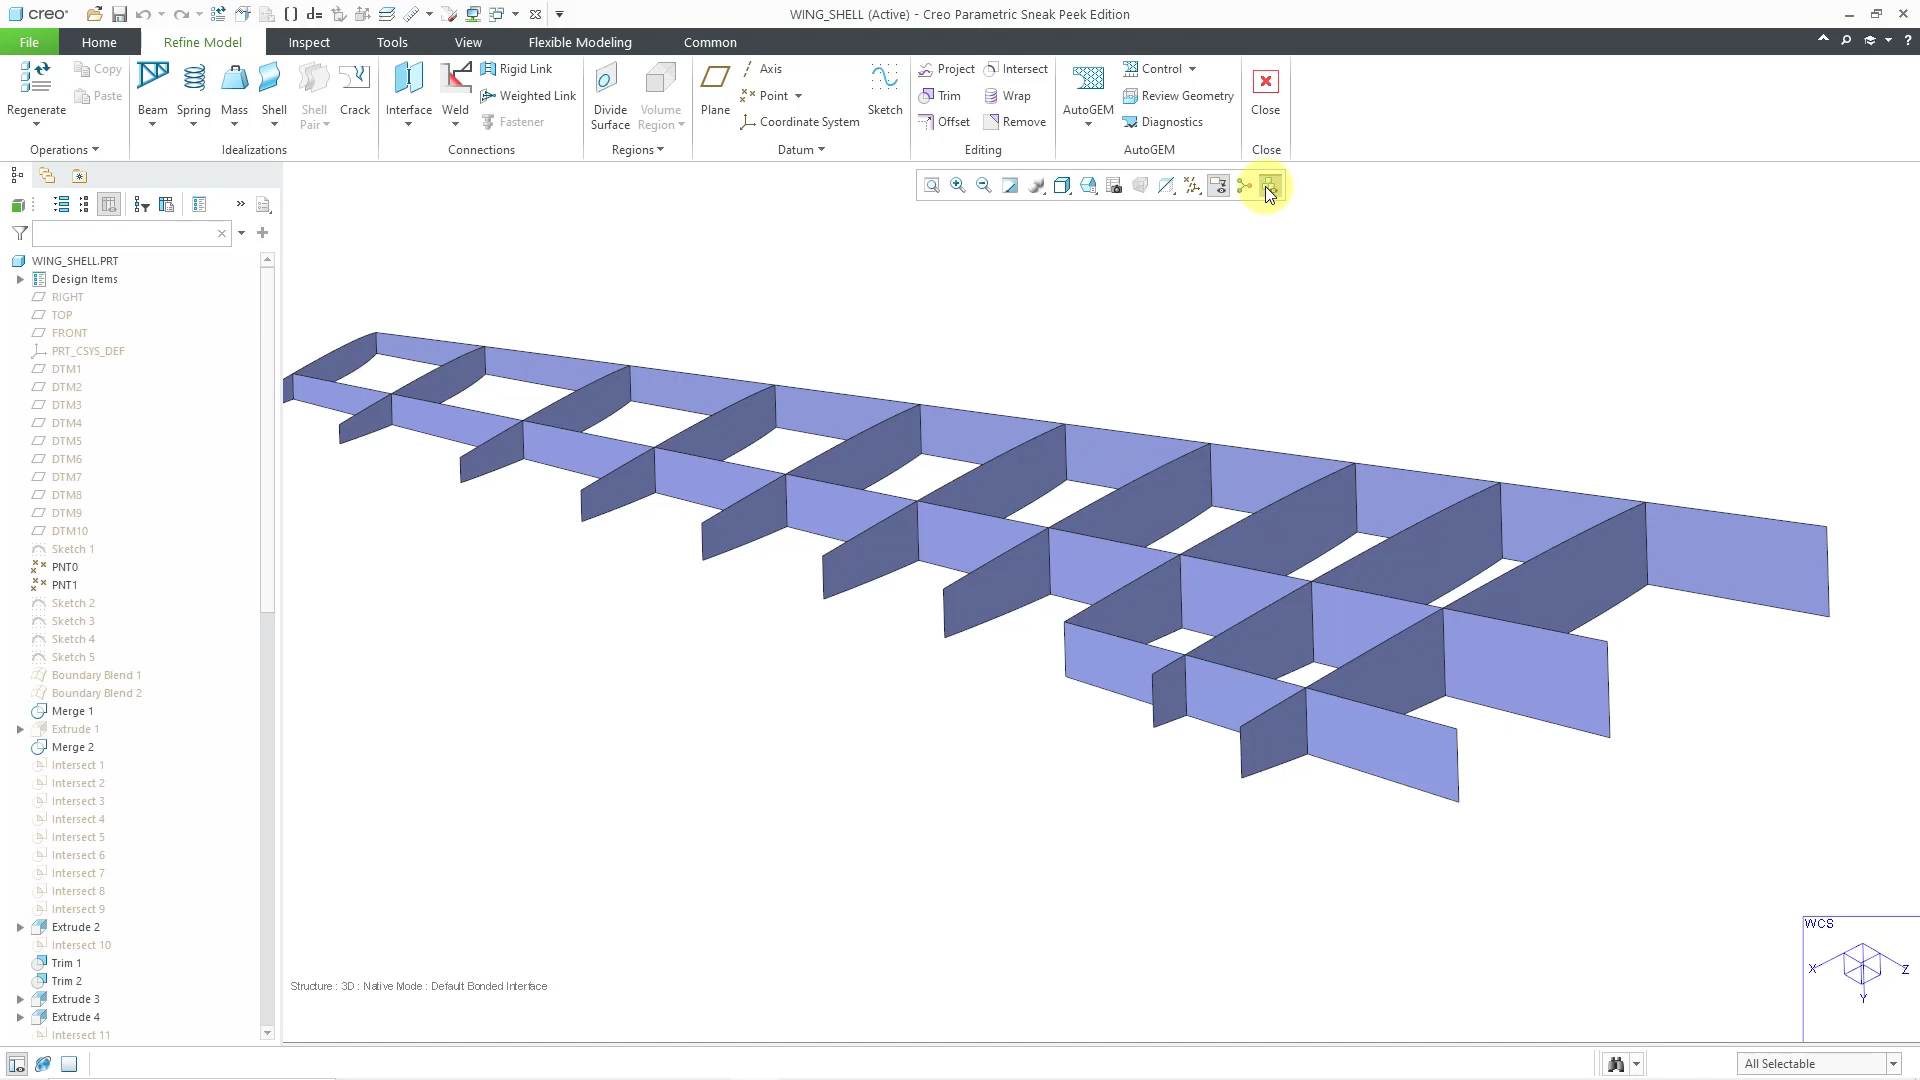 creo
WING_SHELL (Active) - Creo Parametric Sneak Peek Edition
File Home Refine Model Inspect Tools View Flexible Modeling Common
Regenerate
Copy
Paste
Operations
Beam
Spring
Mass
Shell
Shell
Pair
Crack
Idealizations
Interface
Weld
Rigid Link
Weighted Link
Fastener
Connections
Divide
Surface
Volume
Region
Regions
Plane
Axis
Point
Coordinate System
Sketch
Datum
Project Intersect
Trim Wrap
Offset Remove
Editing
AutoGEM
Control
Review Geometry
Diagnostics
AutoGEM
Close
Close
WING_SHELL.PRT
Design Items
RIGHT
TOP
FRONT
PRT_CSYS_DEF
DTM1
DTM2
DTM3
DTM4
DTM5
DTM6
DTM7
DTM8
DTM9
DTM10
Sketch 1
PNT0
PNT1
Sketch 2
Sketch 3
Sketch 4
Sketch 5
Boundary Blend 1
Boundary Blend 2
Merge 1
Extrude 1
Merge 2
Intersect 1
Intersect 2
Intersect 3
Intersect 4
Intersect 5
Intersect 6
Intersect 7
Intersect 8
Intersect 9
Extrude 2
Intersect 10
Trim 1
Trim 2
Extrude 3
Extrude 4
Intersect 11
Structure : 3D : Native Mode : Default Bonded Interface
WCS
X
Z
Y
All Selectable